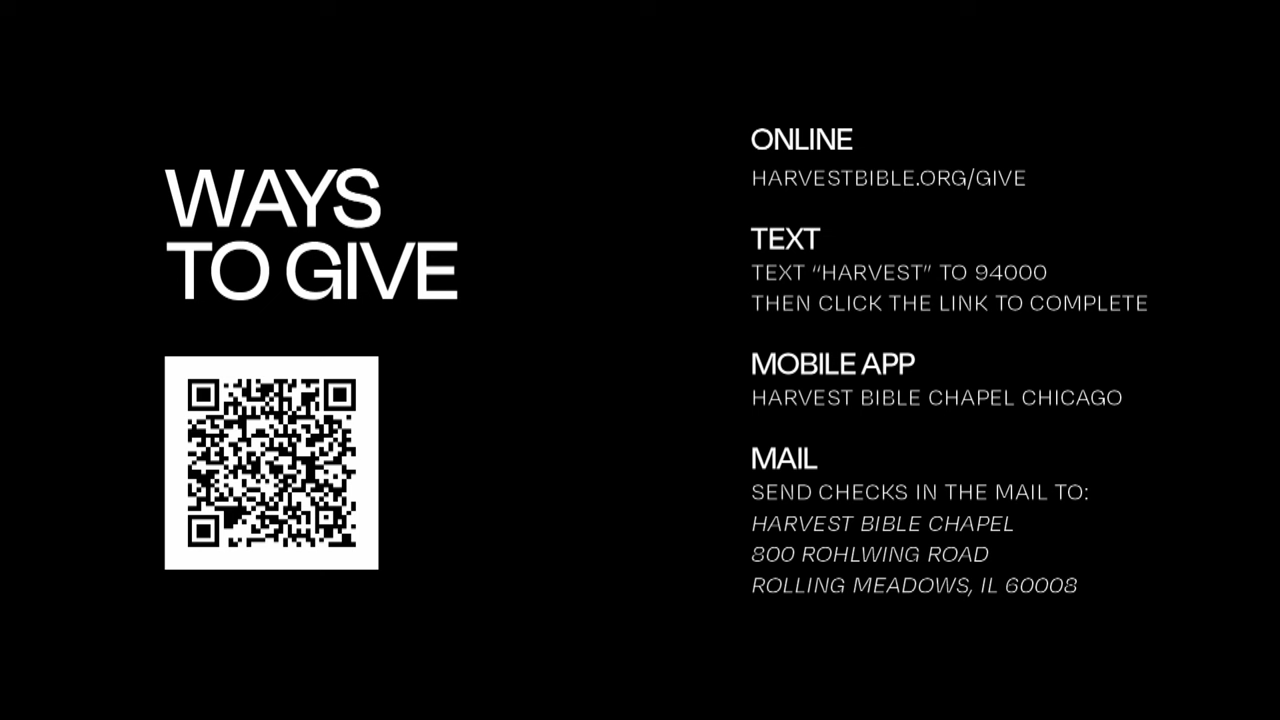 WAYS
TO GIVE
ONLINE
HARVESTBIBLE.ORG/GIVE
TEXT
TEXT “HARVEST” TO 94000
THEN CLICK THE LINK TO COMPLETE
MOBILE APP
HARVEST BIBLE CHAPEL CHICAGO
MAIL
SEND CHECKS IN THE MAIL TO:
HARVEST BIBLE CHAPEL
800 ROHLWING ROAD
ROLLING MEADOWS, IL 60008